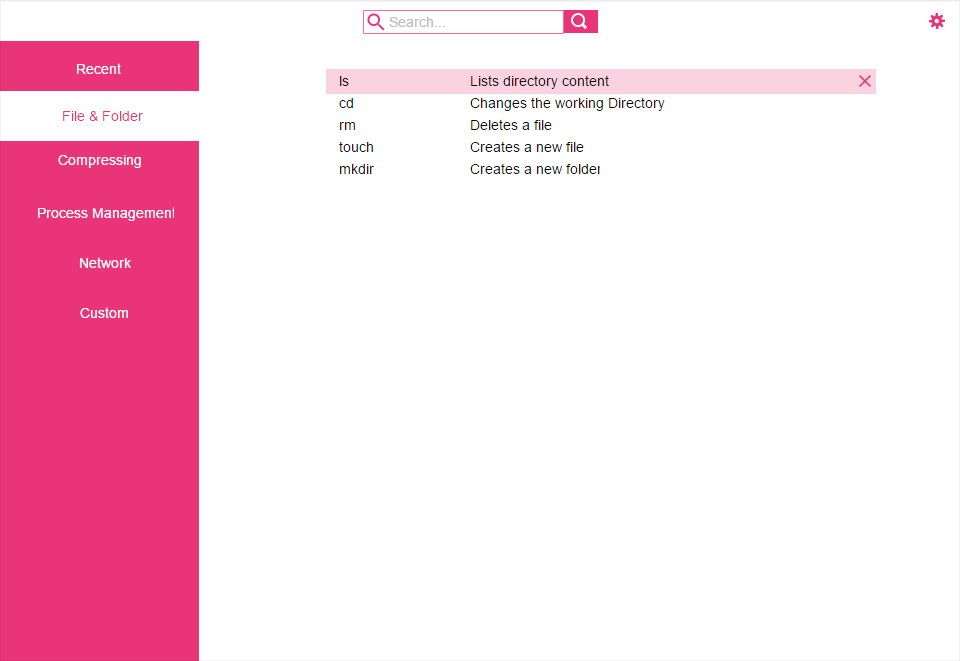 Search...
Recent
File & Folder
Compressing
Process Management
Network
Custom
ls Lists directory content
cd Changes the working Directory
rm Deletes a file
touch Creates a new file
mkdir Creates a new folder